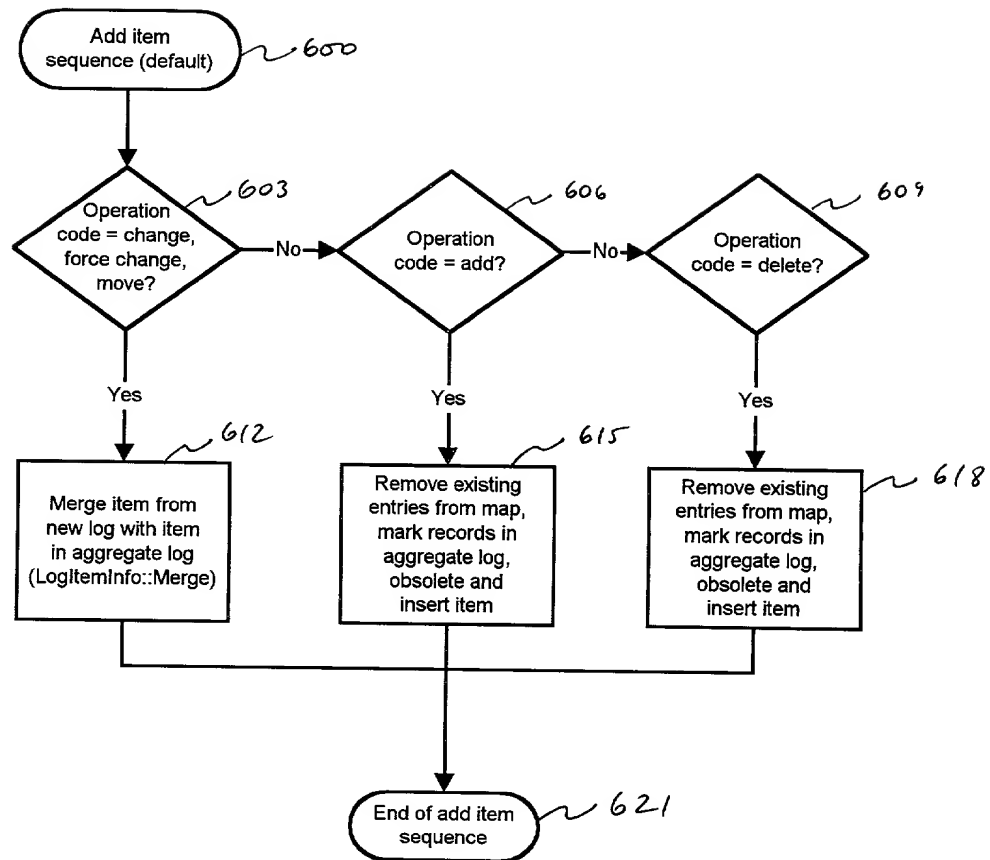 Add item
sequence (default)
600
Operation
code = change,
force change,
move?
603
No
Operation
code = add?
606
No
Operation
code = delete?
609
Yes
Yes
Yes
Merge item from
new log with item
in aggregate log
(LogItemInfo::Merge)
612
Remove existing
entries from map,
mark records in
aggregate log,
obsolete and
insert item
615
Remove existing
entries from map,
mark records in
aggregate log,
obsolete and
insert item
618
End of add item
sequence
621